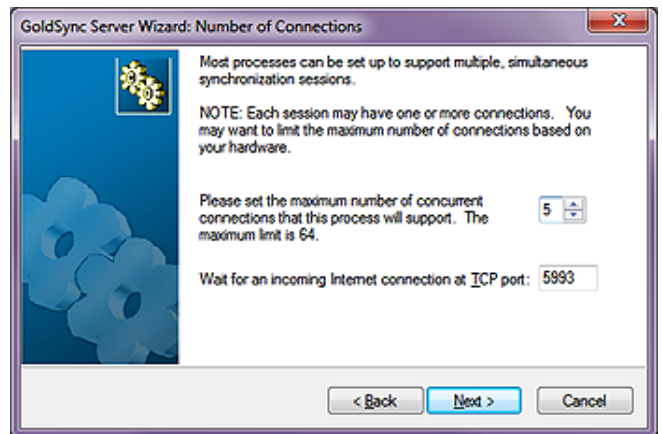 GoldSync Server Wizard: Number of Connections
Most processes can be set up to support multiple, simultaneous
synchronization sessions.
NOTE: Each session may have one or more connections. You
may want to limit the maximum number of connections based on
your hardware.
Please set the maximum number of concurrent
connections that this process will support. The
maximum limit is 64.
5
Wait for an incoming Internet connection at TCP port: 5993
< Back
Next >
Cancel